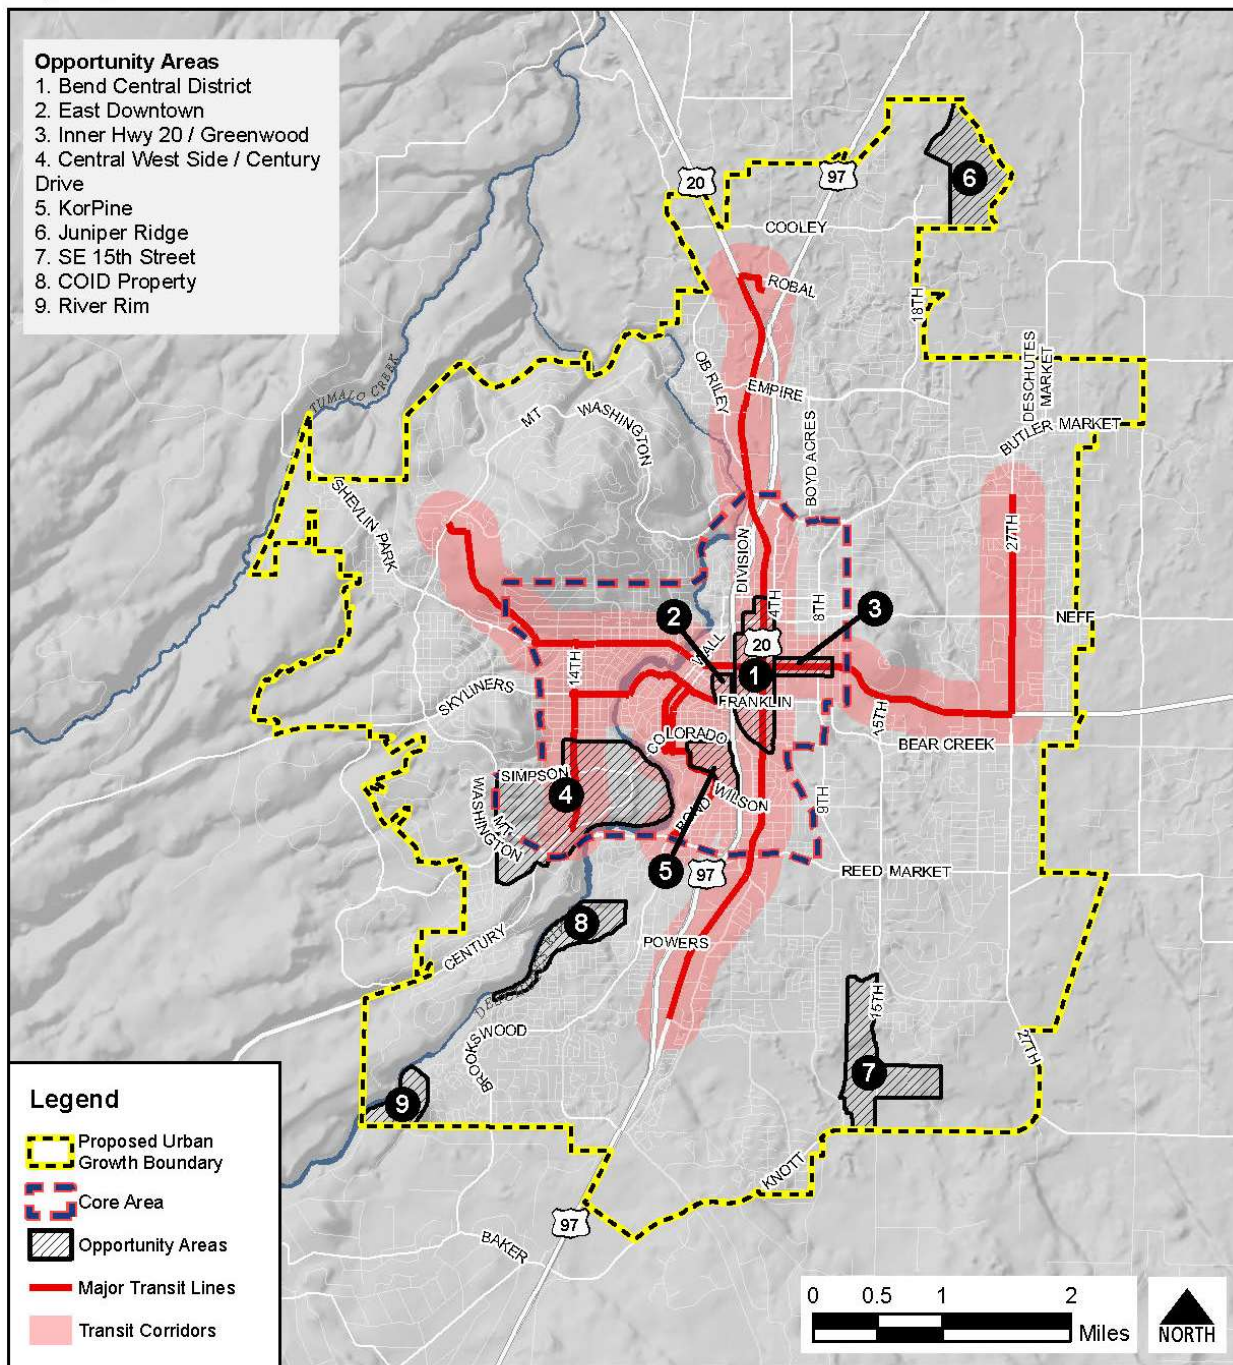 Opportunity Areas
1. Bend Central District
2. East Downtown
3. Inner Hwy 20 / Greenwood
4. Central West Side / Century
Drive
5. KorPine
6. Juniper Ridge
7. SE 15th Street
8. COID Property
9. River Rim
6
20
97
COOLEY
ROBAL
18TH
OB RILEY
EMPIRE
DESCHUTES
MARKET
BUTLER MARKET
TUMALO CREEK
MT
WASHINGTON
BOYD ACRES
SHEVLIN PARK
27TH
DIVISION
4TH
8TH
3
2
NEFF
WALL
20
1
14TH
SKYLINERS
FRANKLIN
15TH
BEAR CREEK
COLORADO
SIMPSON
4
WASHINGTON
MT
WILSON
BOND
9TH
5
97
REED MARKET
8
CENTURY
POWERS
15TH
BROOKSWOOD
27TH
7
9
KNOTT
97
BAKER
Legend
Proposed Urban
Growth Boundary
Core Area
Opportunity Areas
Major Transit Lines
Transit Corridors
0 0.5 1 2
Miles
NORTH